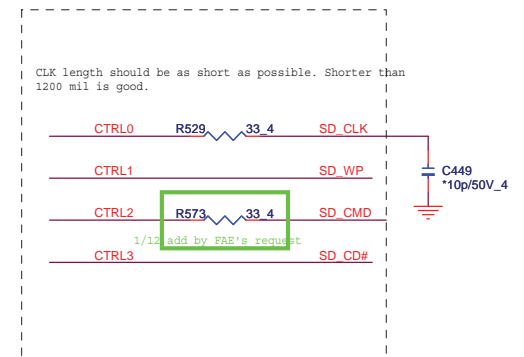 CLK length should be as short as possible. Shorter than
1200 mil is good.
CTRL0 R529 33_4 SD_CLK
CTRL1 SD_WP
C449
*10p/50V_4
CTRL2 R573 33_4 SD_CMD
1/12 add by FAE's request
CTRL3 SD_CD#